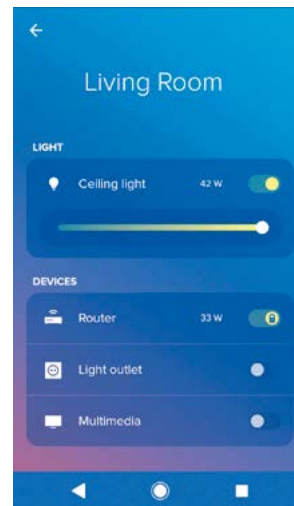 Living Room
LIGHT
Ceiling light 42 W
DEVICES
Router 33 W
Light outlet
Multimedia